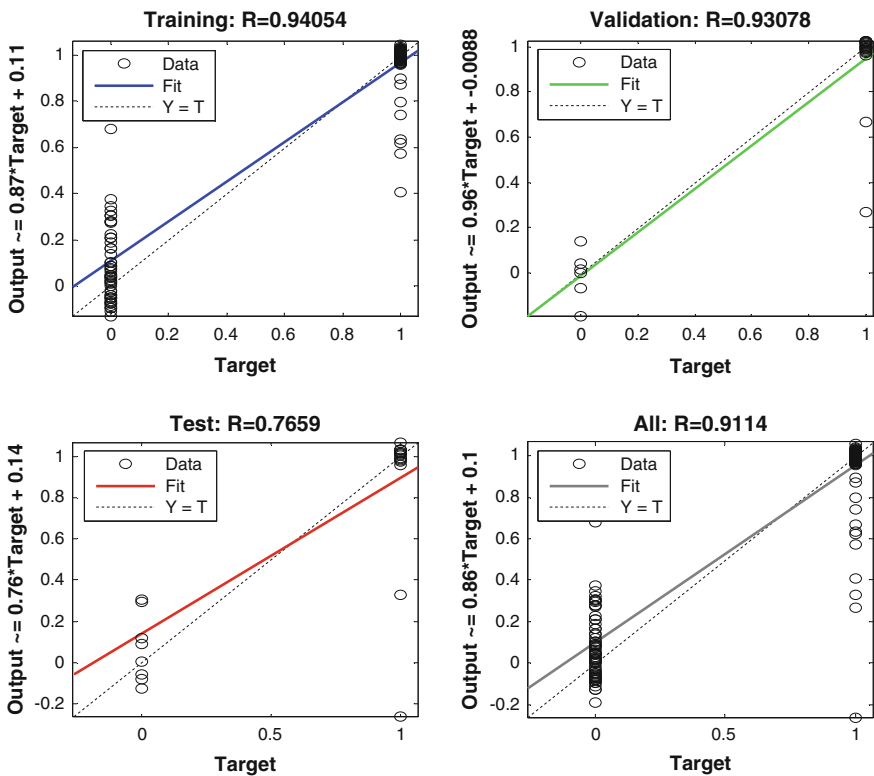 Training: R=0.94054
Output ~= 0.87*Target + 0.11
1
0.8
0.6
0.4
0.2
0
Data
Fit
Y = T
0
0.2
0.4
0.6
0.8
1
Target
Validation: R=0.93078
Output ~= 0.96*Target + -0.0088
1
0.8
0.6
0.4
0.2
0
Data
Fit
Y = T
0
0.2
0.4
0.6
0.8
1
Target
Test: R=0.7659
Output ~= 0.76*Target + 0.14
1
0.8
0.6
0.4
0.2
0
-0.2
Data
Fit
Y = T
0
0.5
1
Target
All: R=0.9114
Output ~= 0.86*Target + 0.1
1
0.8
0.6
0.4
0.2
0
-0.2
Data
Fit
Y = T
0
0.5
1
Target